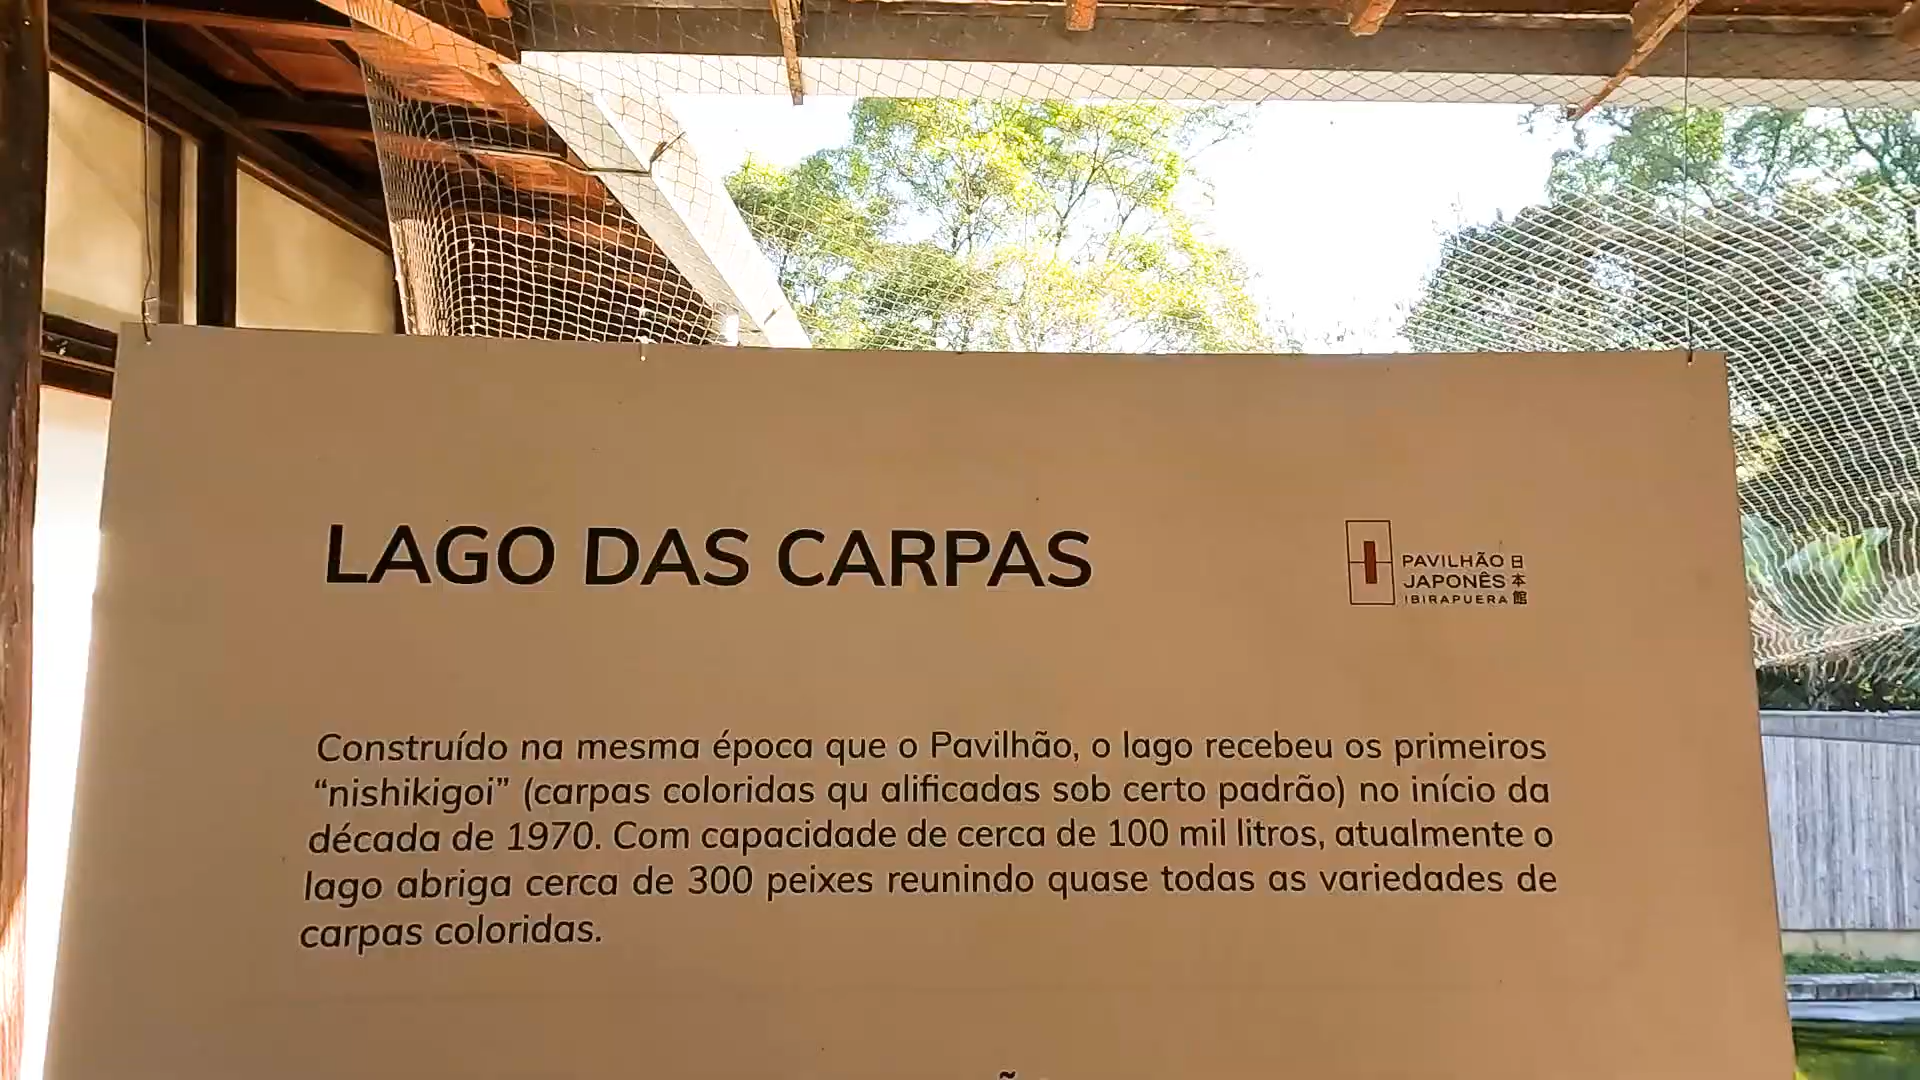 LAGO DAS CARPAS
PAVILHÃO 日
JAPONÊS 本
IBIRAPUERA 館
Construído na mesma época que o Pavilhão, o lago recebeu os primeiros
“nishikigoi” (carpas coloridas qu alificadas sob certo padrão) no início da
década de 1970. Com capacidade de cerca de 100 mil litros, atualmente o
lago abriga cerca de 300 peixes reunindo quase todas as variedades de
carpas coloridas.